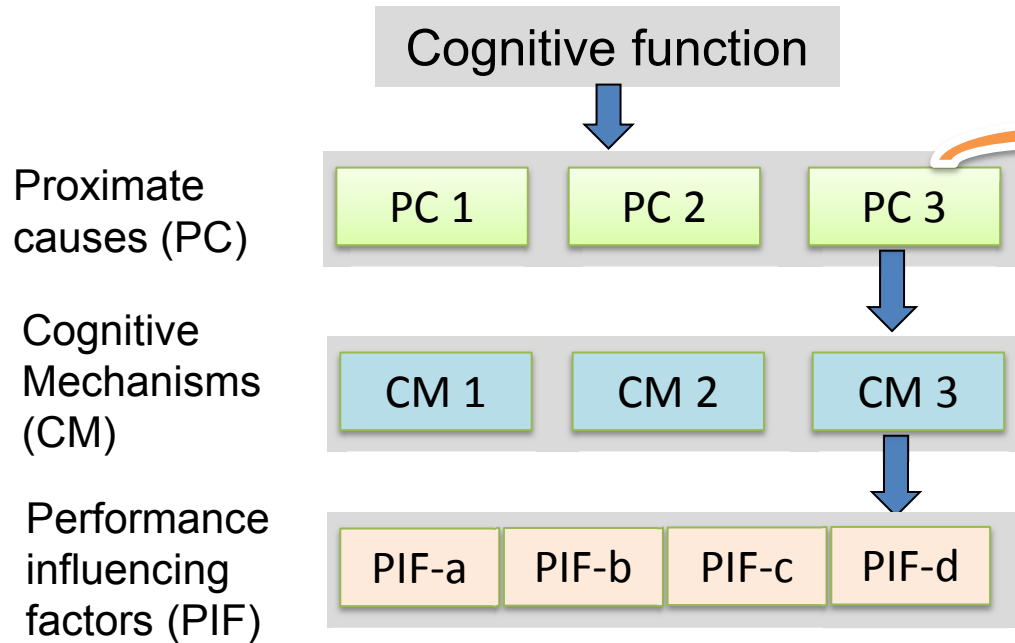 Cognitive function
Proximate
causes (PC)
PC 1 PC 2 PC 3
Cognitive
Mechanisms
(CM)
CM 1 CM 2 CM 3
Performance
influencing
factors (PIF)
PIF-a PIF-b PIF-c PIF-d